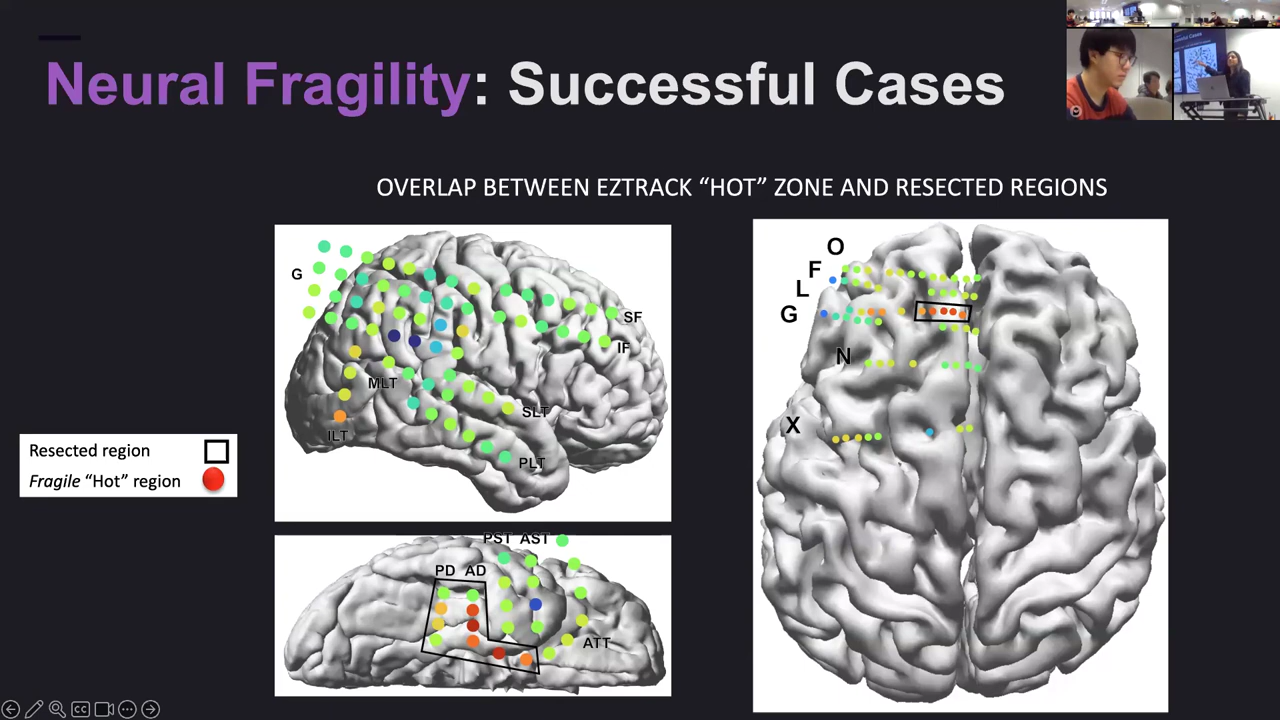 Neural Fragility: Successful Cases
OVERLAP BETWEEN EZTRACK “HOT” ZONE AND RESECTED REGIONS
G
SF
IF
MLT
SLT
ILT
PLT
Resected region
Fragile “Hot” region
PST AST
PD AD
ATT
O
F
L
G
N
X